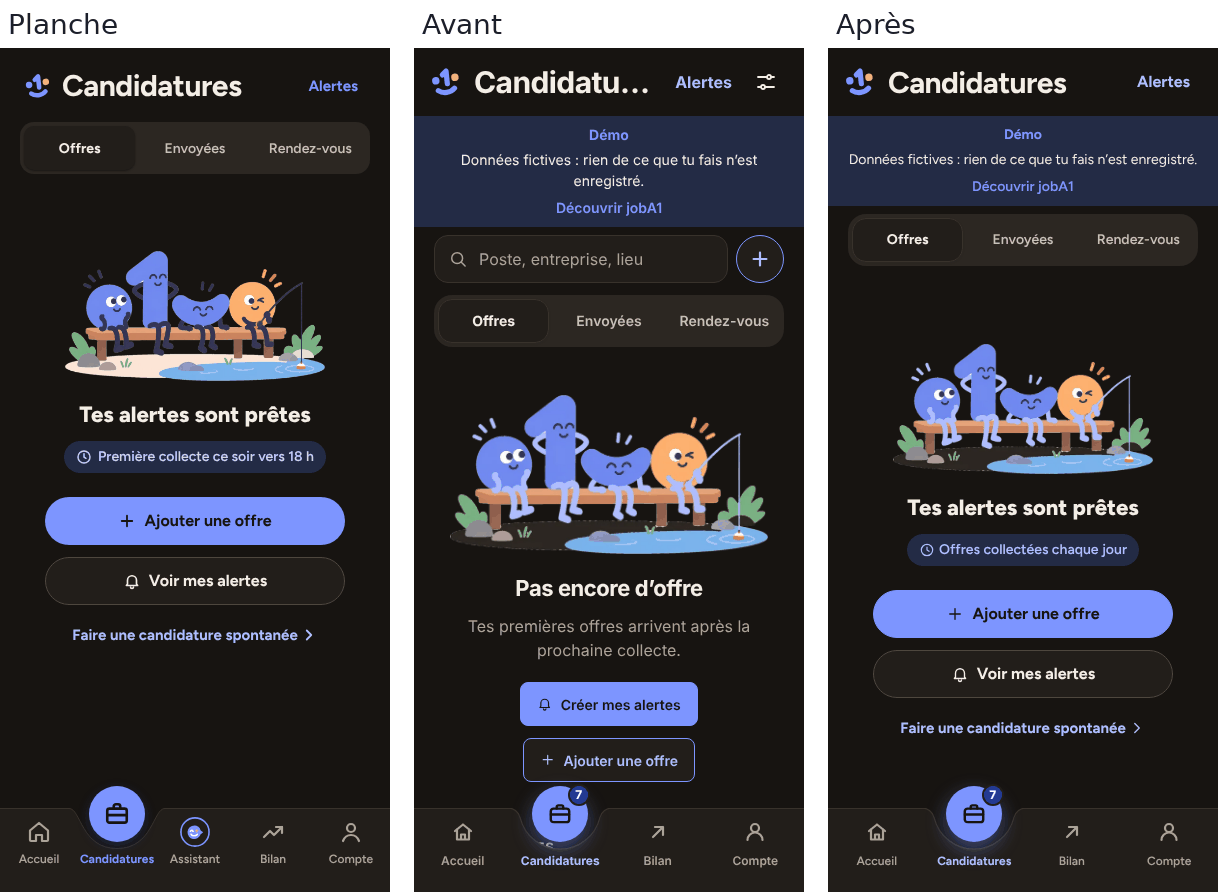 Planche
Candidatures
Alertes
Offres
Envoyées
Rendez-vous
Tes alertes sont prêtes
Première collecte ce soir vers 18 h
Ajouter une offre
Voir mes alertes
Faire une candidature spontanée
Accueil
Candidatures
Assistant
Bilan
Compte
Avant
Candidatu…
Alertes
Démo
Données fictives : rien de ce que tu fais n’est
enregistré.
Découvrir jobA1
Poste, entreprise, lieu
Offres
Envoyées
Rendez-vous
Pas encore d’offre
Tes premières offres arrivent après la
prochaine collecte.
Créer mes alertes
Ajouter une offre
7
Accueil
Candidatures
Bilan
Compte
Après
Candidatures
Alertes
Démo
Données fictives : rien de ce que tu fais n’est enregistré.
Découvrir jobA1
Offres
Envoyées
Rendez-vous
Tes alertes sont prêtes
Offres collectées chaque jour
Ajouter une offre
Voir mes alertes
Faire une candidature spontanée
7
Accueil
Candidatures
Bilan
Compte